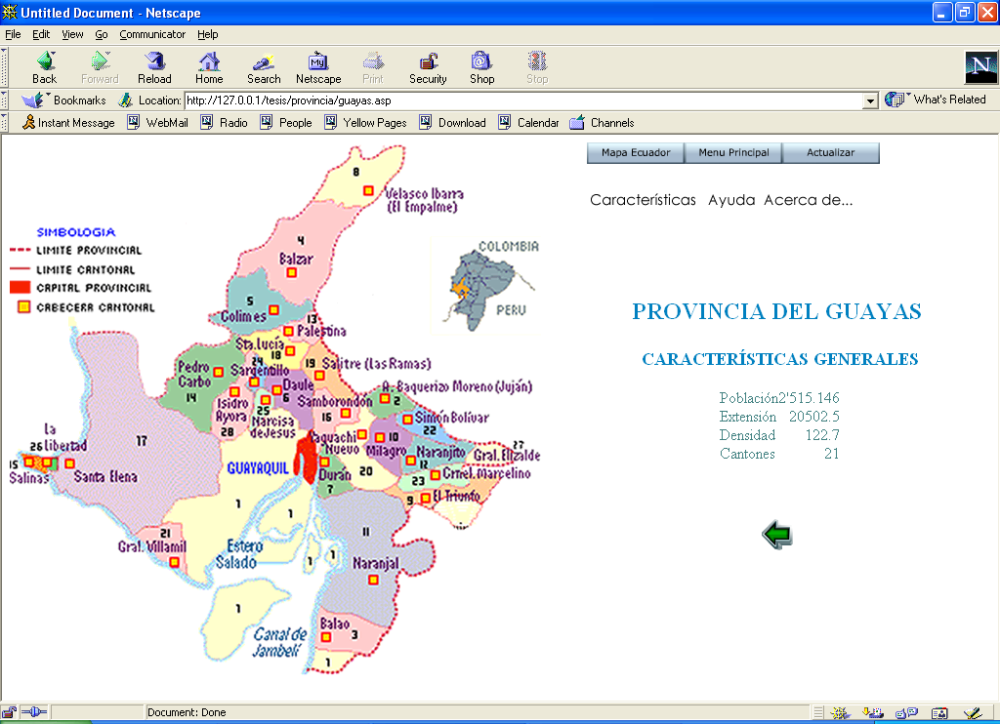 Untitled Document - Netscape
File Edit View Go Communicator Help
Back Forward Reload Home Search Netscape Print Security Shop Stop
My
N
Bookmarks Location: http://127.0.0.1/tesis/provincia/guayas.asp What's Related
Instant Message WebMail Radio People Yellow Pages Download Calendar Channels
Mapa Ecuador Menu Principal Actualizar
Características Ayuda Acerca de...
SIMBOLOGIA
LIMITE PROVINCIAL
LIMITE CANTONAL
CAPITAL PROVINCIAL
CABECERA CANTONAL
COLOMBIA
PERU
8
Velasco Ibarra
(El Empalme)
4
Balzar
5
Colimes
13
Palestina
Sta.Lucía
18
19 Salitre (las Ramas)
Pedro
Carbo
14
24
Sargentillo
Daule
6
A. Baquerizo Moreno (Juján)
2
Isidro
Ayora
28
25
Narcisa
de Jesus
Samborondón
16
Simón Bolívar
22
Yaguachi
Nuevo
10
Milagro
Naranjito
12
27
Gral. Elizalde
17
La
Libertad
26
15
Salinas
Santa Elena
GUAYAQUIL
Durán
7
20
23
Crnel. Marcelino
9
El Triunfo
1
1
21
Gral. Villamil
Estero
Salado
1
1
11
Naranjal
1
Canal de
Jambelí
Balao
3
1
PROVINCIA DEL GUAYAS
CARACTERÍSTICAS GENERALES
Población 2'515.146
Extensión 20502.5
Densidad 122.7
Cantones 21
Document: Done